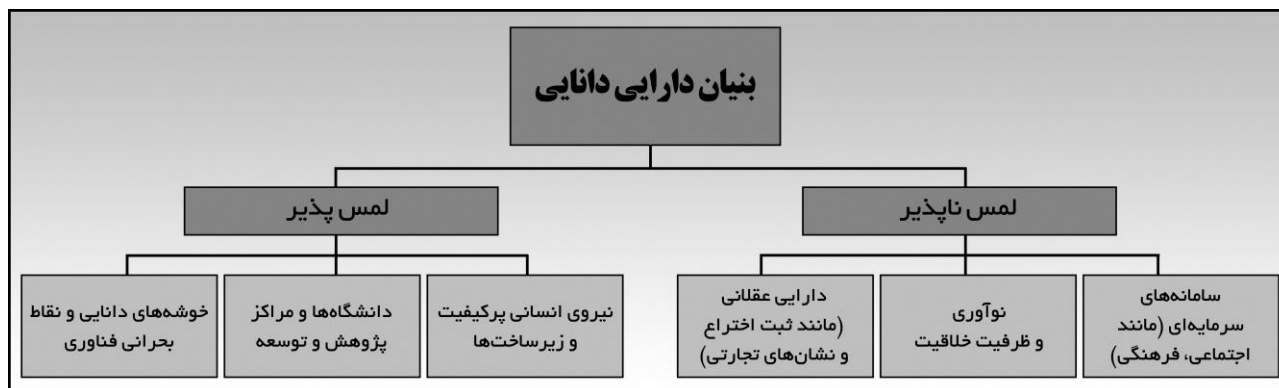 بنیان دارایی دانایی
لمس ناپذیر
لمس پذیر
سامانه‌های
سرمایه‌ای (مانند
اجتماعی، فرهنگی)
نوآوری
و ظرفیت خلاقیت
دارایی عقلانی
(مانند ثبت اختراع
و نشان‌های تجارتی)
نیروی انسانی پرکیفیت
و زیرساخت‌ها
دانشگاه‌ها و مراکز
پژوهش و توسعه
خوشه‌های دانایی و نقاط
بحرانی فناوری